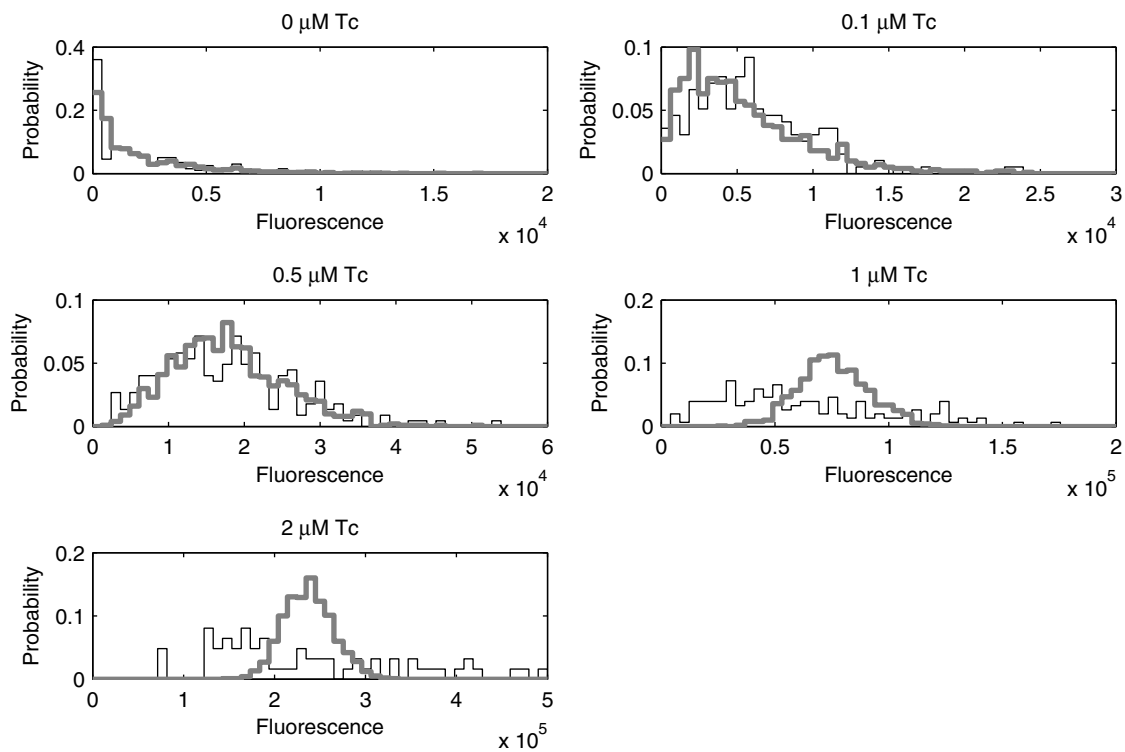 0 μM Tc
Probability
0.4
0.2
0
0 0.5 1 1.5 2
Fluorescence
x 10^4
0.1 μM Tc
Probability
0.1
0.05
0
0 0.5 1 1.5 2 2.5 3
Fluorescence
x 10^4
0.5 μM Tc
Probability
0.1
0.05
0
0 1 2 3 4 5 6
Fluorescence
x 10^4
1 μM Tc
Probability
0.2
0.1
0
0 0.5 1 1.5 2
Fluorescence
x 10^5
2 μM Tc
Probability
0.2
0.1
0
0 1 2 3 4 5
Fluorescence
x 10^5